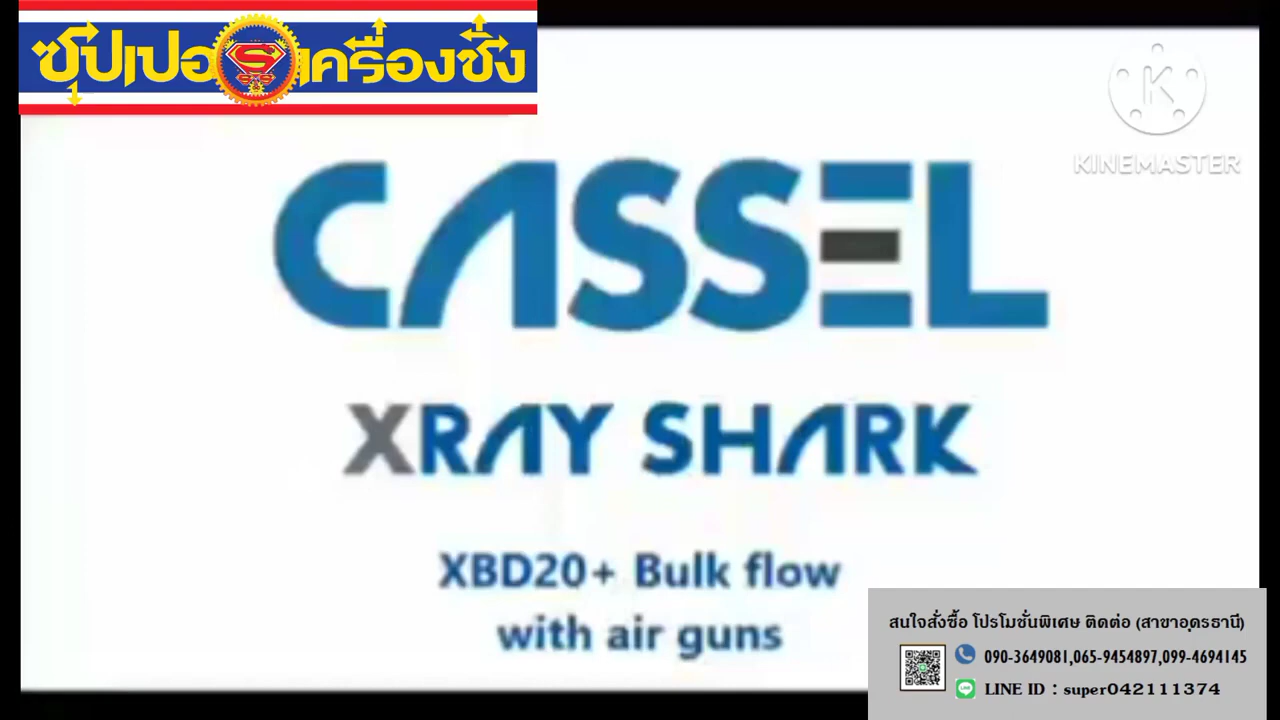 ซุปเปอร์เครื่องชั่ง
KINEMASTER
CASSEL
XRAY SHARK
XBD20+ Bulk flow
with air guns
สนใจสั่งซื้อ โปรโมชั่นพิเศษ ติดต่อ (สาขาอุดรธานี)
090-3649081,065-9454897,099-4694145
LINE ID : super042111374